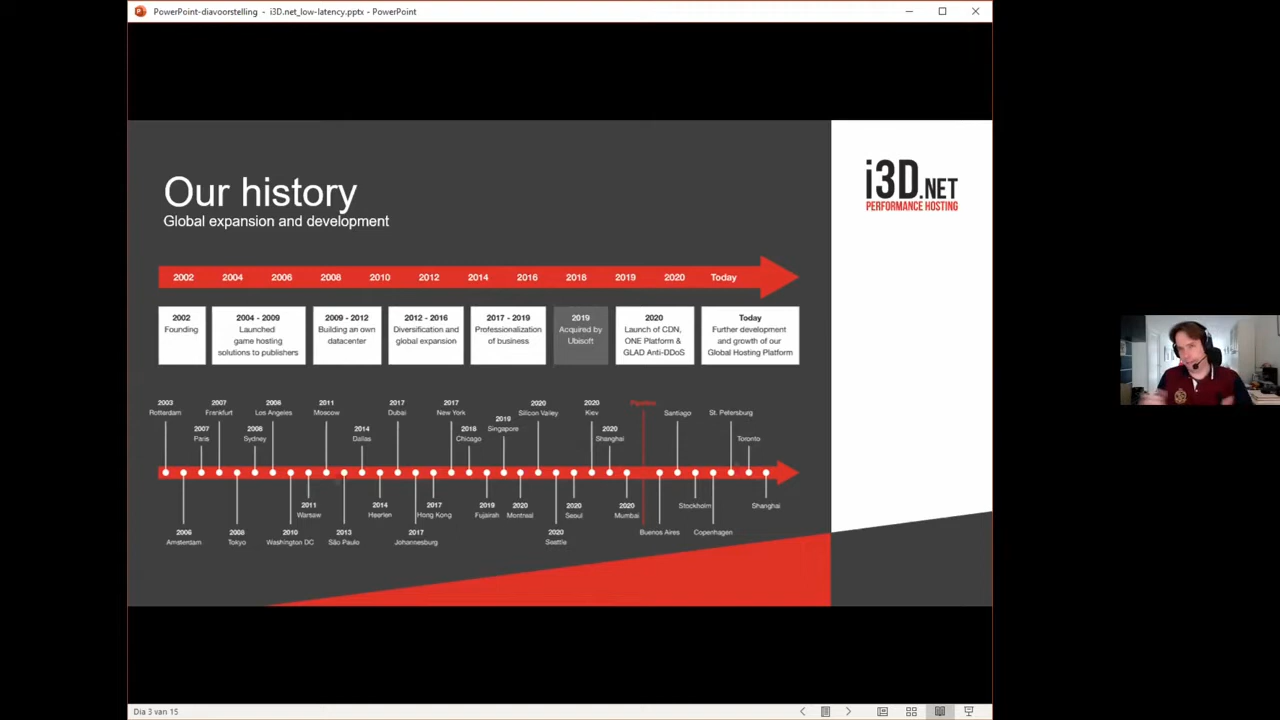 PowerPoint-diavoorstelling - i3D.net_low-latency.pptx - PowerPoint
Our history
Global expansion and development
i3D.NET
PERFORMANCE HOSTING
2002 2004 2006 2008 2010 2012 2014 2016 2018 2019 2020 Today
2002
Founding
2004 - 2009
Launched
game hosting
solutions to publishers
2009 - 2012
Building an own
datacenter
2012 - 2016
Diversification and
global expansion
2017 - 2019
Professionalization
of business
2019
Acquired by
Ubisoft
2020
Launch of CDN,
ONE Platform &
GLAD Anti-DDoS
Today
Further development
and growth of our
Global Hosting Platform
2003
Rotterdam
2006
Amsterdam
2007
Paris
2007
Frankfurt
2008
Tokyo
2008
Sydney
2008
Los Angeles
2010
Washington DC
2011
Warsaw
2011
Moscow
2013
São Paulo
2014
Dallas
2014
Heerlen
2017
Dubai
2017
Johannesburg
2017
Hong Kong
2017
New York
2018
Chicago
2019
Fujairah
2019
Singapore
2020
Montreal
2020
Silicon Valley
2020
Seattle
2020
Seoul
2020
Kiev
2020
Shanghai
2020
Mumbai
Pipeline
Buenos Aires
Santiago
Stockholm
Copenhagen
St. Petersburg
Toronto
Shanghai
Dia 3 van 15